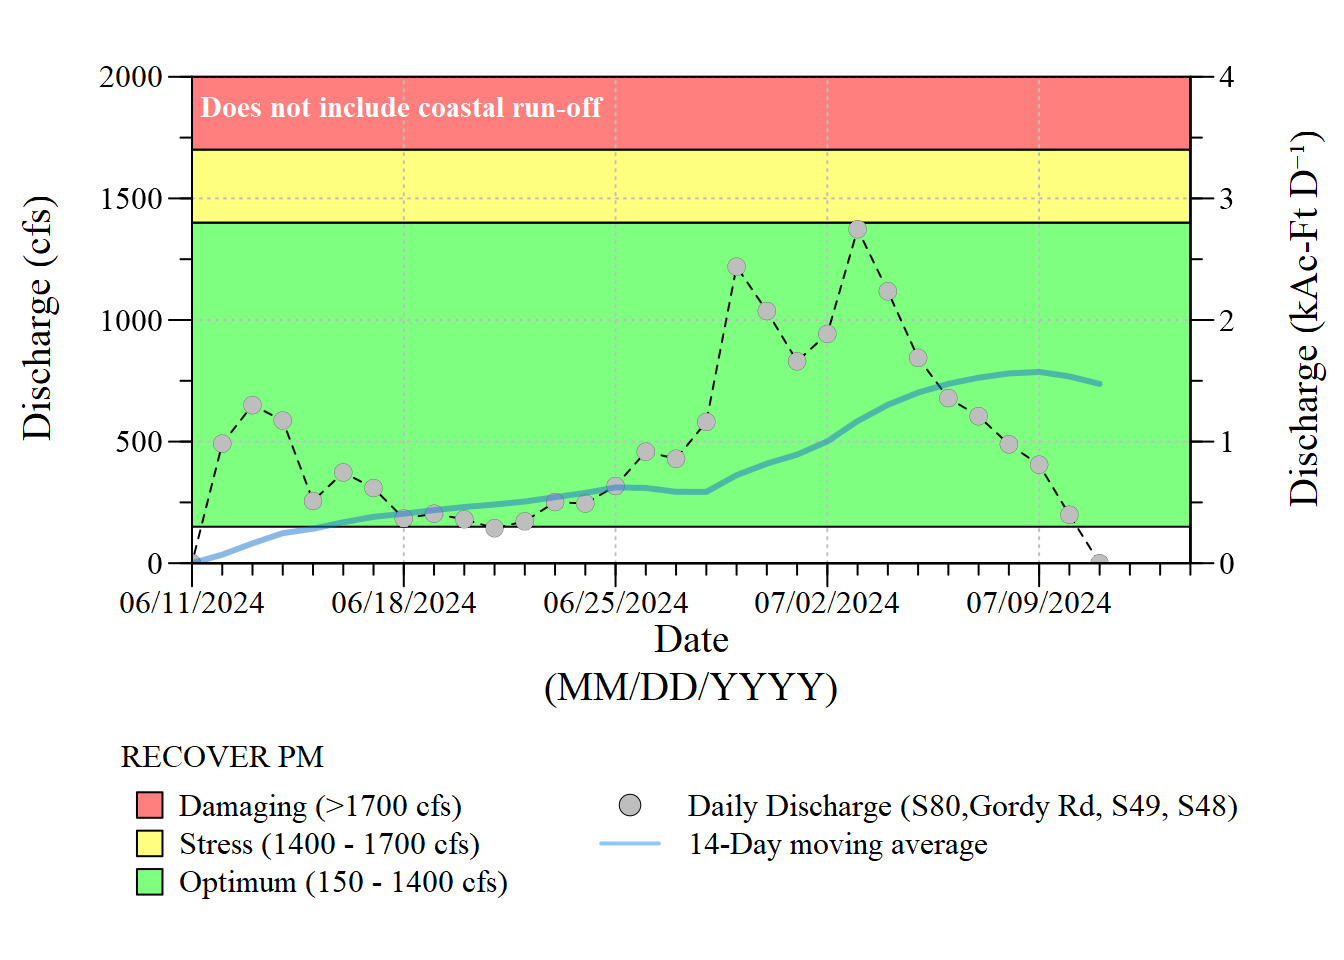 2000
1500
1000
500
0
Discharge (cfs)
Does not include coastal run-off
4
3
2
1
0
Discharge (kAc-Ft D⁻¹)
06/11/2024 06/18/2024 06/25/2024 07/02/2024 07/09/2024
Date
(MM/DD/YYYY)
RECOVER PM
Damaging (>1700 cfs)
Stress (1400 - 1700 cfs)
Optimum (150 - 1400 cfs)
Daily Discharge (S80,Gordy Rd, S49, S48)
14-Day moving average